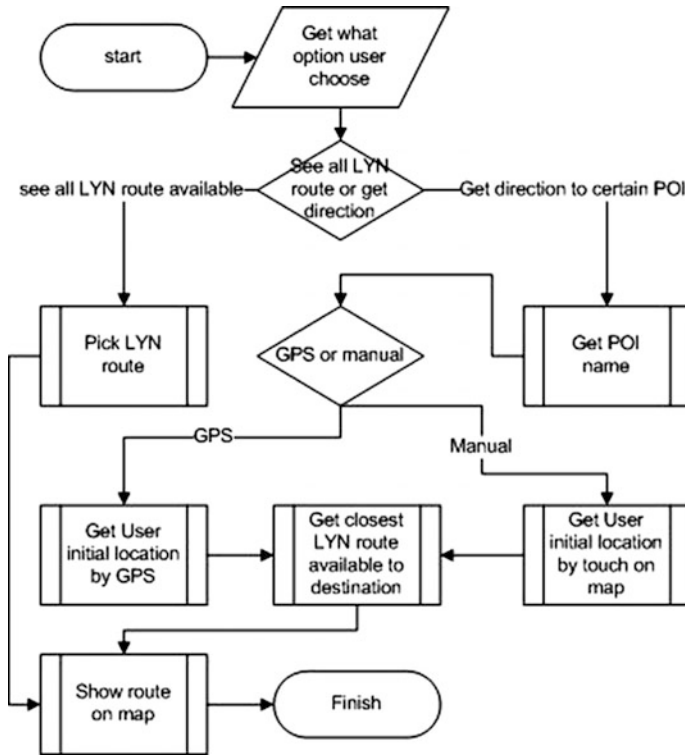 start
Get what
option user
choose
See all LYN
route or get
direction
see all LYN route available
Get direction to certain POI
Pick LYN
route
GPS or manual
Get POI
name
GPS
Manual
Get User
initial location
by GPS
Get closest
LYN route
available to
destination
Get User
initial location
by touch on
map
Show route
on map
Finish